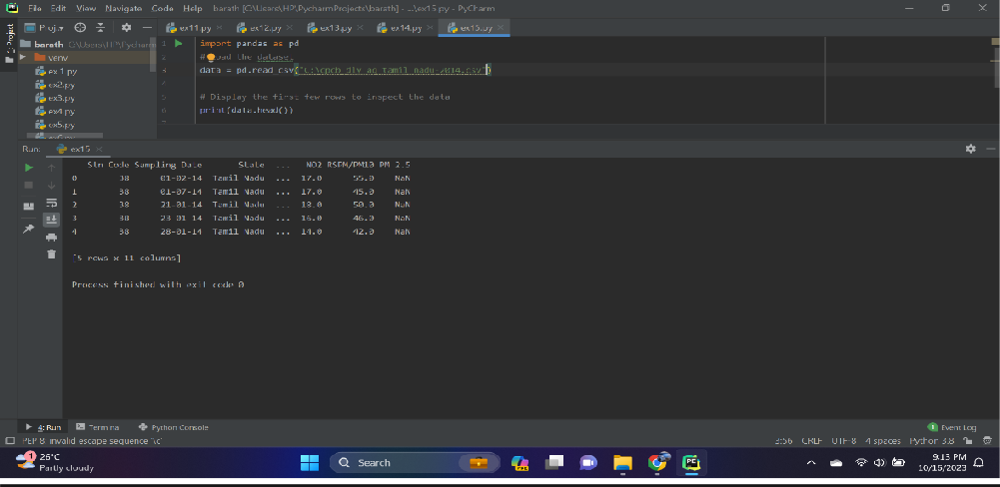 File Edit View Navigate Code Help barath [C:\Users\HP\PycharmProjects\barath] - ...\ex15.py - PyCharm
Proj.. ex11.py ex12.py ex13.py ex14.py ex15.py
Project
barath C:\Users\HP\Pycharm
venv
ex 1.py
ex2.py
ex3.py
ex4.py
ex5.py
1 import pandas as pd
the dataset
3 data = pd.read_csv("C:\cpcb_dly_aq_tamil_nadu-2014.csv")
5 # Display the first few rows to inspect the data
6 print(data.head())
Run: ex15
Stn Code Sampling Date State ... NO2 RSPM/PM10 PM 2.5
0 38 01-02-14 Tamil Nadu ... 17.0 55.0 NaN
1 38 01-07-14 Tamil Nadu ... 17.0 45.0 NaN
2 38 21-01-14 Tamil Nadu ... 18.0 50.0 NaN
3 38 23-01-14 Tamil Nadu ... 16.0 46.0 NaN
4 38 28-01-14 Tamil Nadu ... 14.0 42.0 NaN
[5 rows x 11 columns]
Process finished with exit code 0
4: Run Terminal Python Console Event Log
PEP 8: invalid escape sequence '\c' 3:56 CRLF UTF-8 4 spaces Python 3.8
26°C
Partly cloudy
Search
9:13 PM
10/15/2023